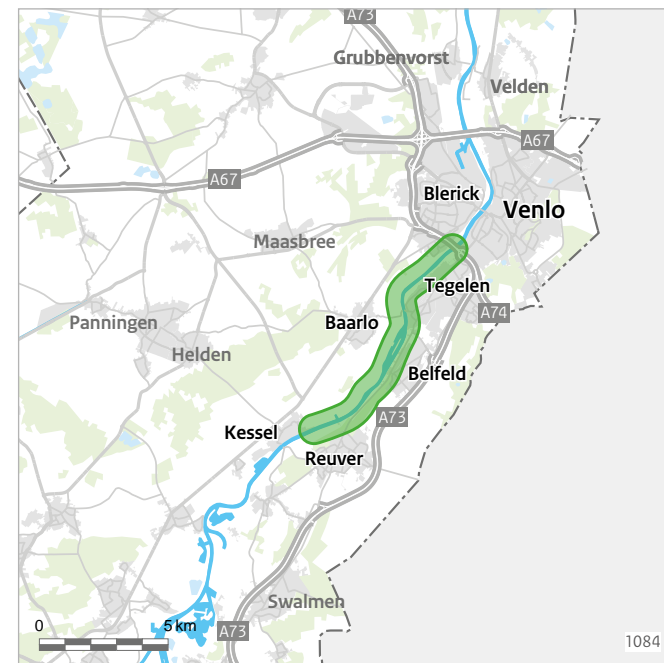 A73
Grubbenvorst
Velden
A67
A67
Blerick
Venlo
Maasbree
Tegelen
A74
Panningen
Baarlo
Helden
Belfeld
A73
Kessel
Reuver
Swalmen
0
5 km
A73
1084